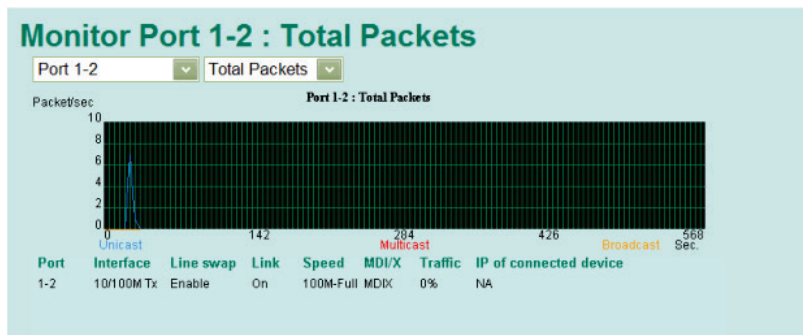 Monitor Port 1-2 : Total Packets
Port 1-2 Total Packets
Packet/sec Port 1-2 : Total Packets
10
8
6
4
2
0
0 142 284 426 568
Unicast Multicast Broadcast Sec.
Port Interface Line swap Link Speed MDI/X Traffic IP of connected device
1-2 10/100M Tx Enable On 100M-Full MDIX 0% NA